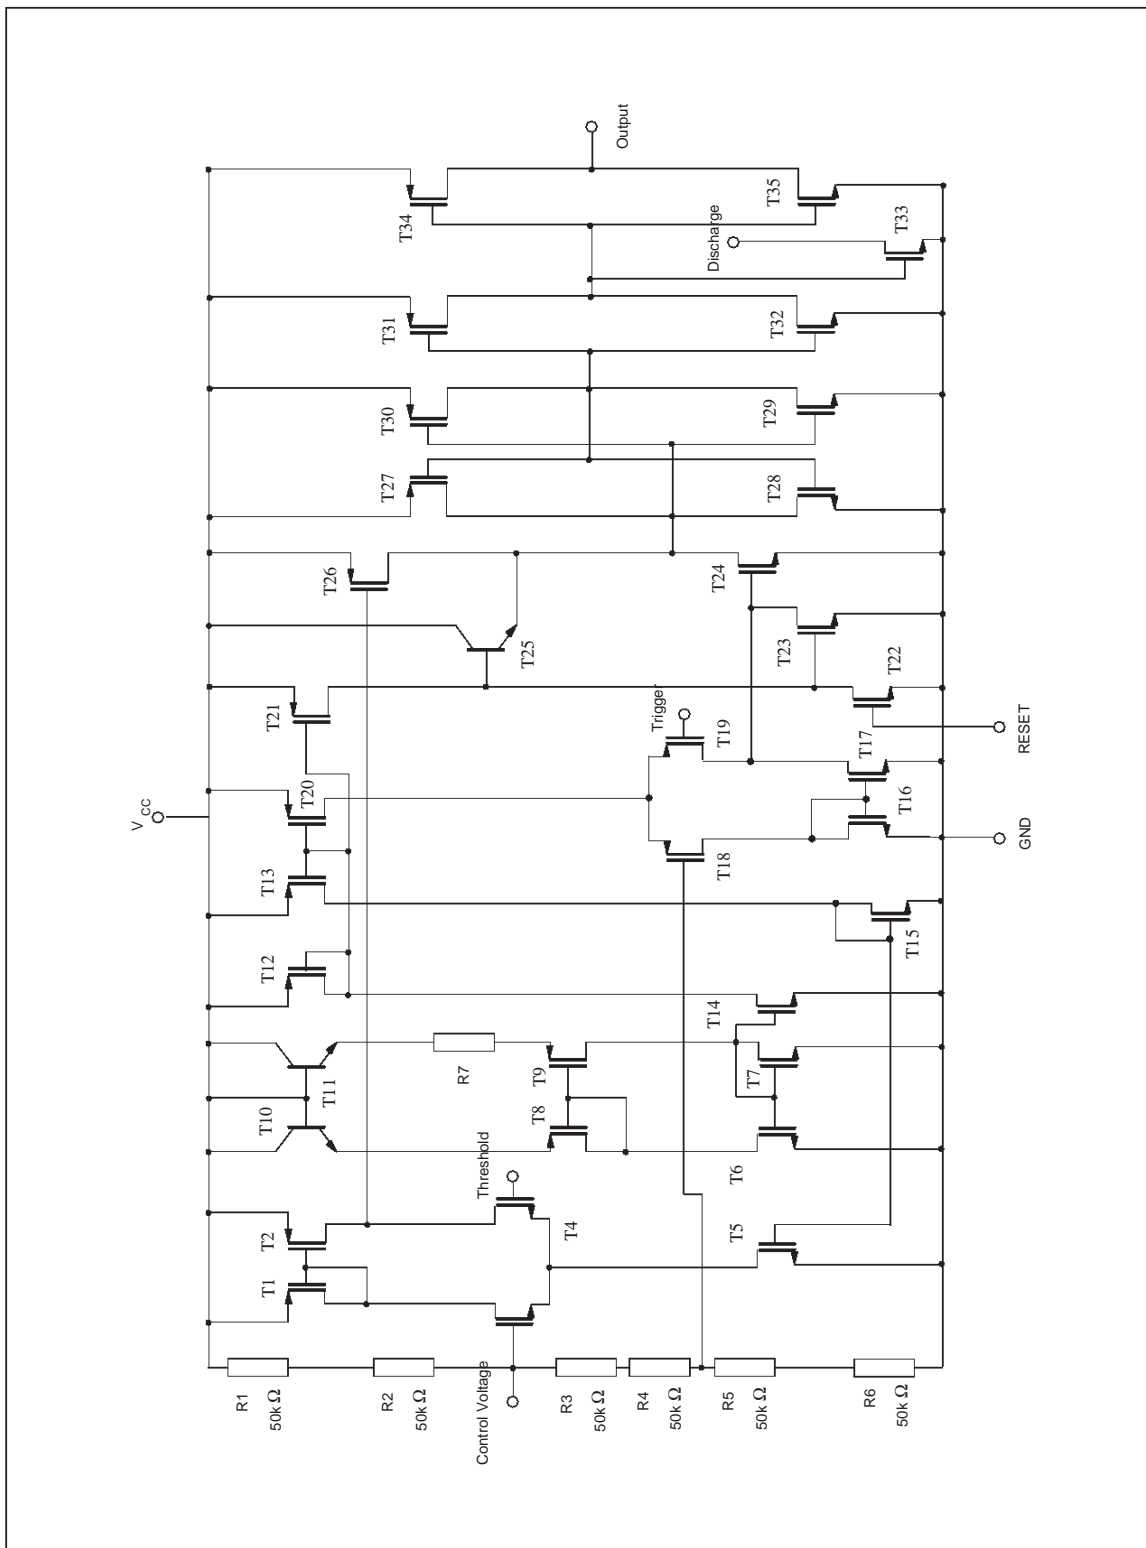 Output
T34
T35
Discharge
T33
T31
T32
T30
T29
T27
T28
T26
T24
T25
T23
T22
T21
Trigger
T19
RESET
T17
T20
VCC
T16
T18
GND
T13
T15
T12
T14
R7
T9
T7
T11
T10
T8
T6
Threshold
T4
T2
T5
T1
Control Voltage
R1
50k Ω
R2
50k Ω
R3
50k Ω
R4
50k Ω
R5
50k Ω
R6
50k Ω